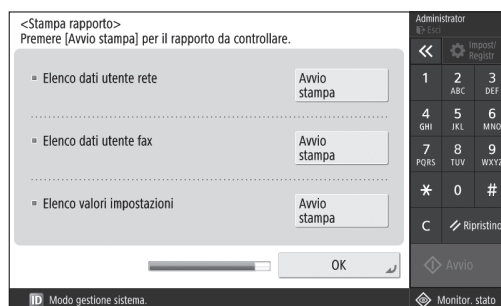 <Stampa rapporto>
Premere [Avvio stampa] per il rapporto da controllare.
Elenco dati utente rete
Avvio
stampa
Elenco dati utente fax
Avvio
stampa
Elenco valori impostazioni
Avvio
stampa
OK
ID Modo gestione sistema.
Administrator
Esci
Impost/
Registr
1
2
ABC
3
DEF
4
GHI
5
JKL
6
MNO
7
PQRS
8
TUV
9
WXYZ
0
#
C
Ripristino
Avvio
Monitor. stato